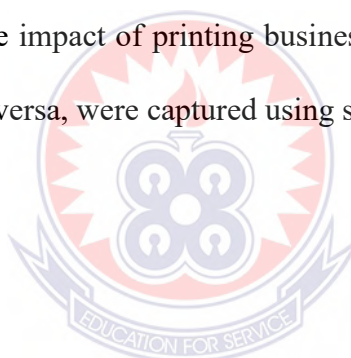 e impact of printing busines
versa, were captured using s
EDUCATION FOR SERVICE